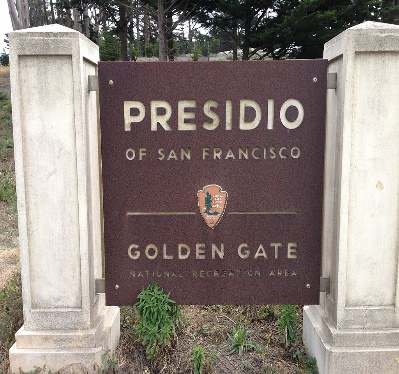 PRESIDIO
OF SAN FRANCISCO
GOLDEN GATE
NATIONAL RECREATION AREA